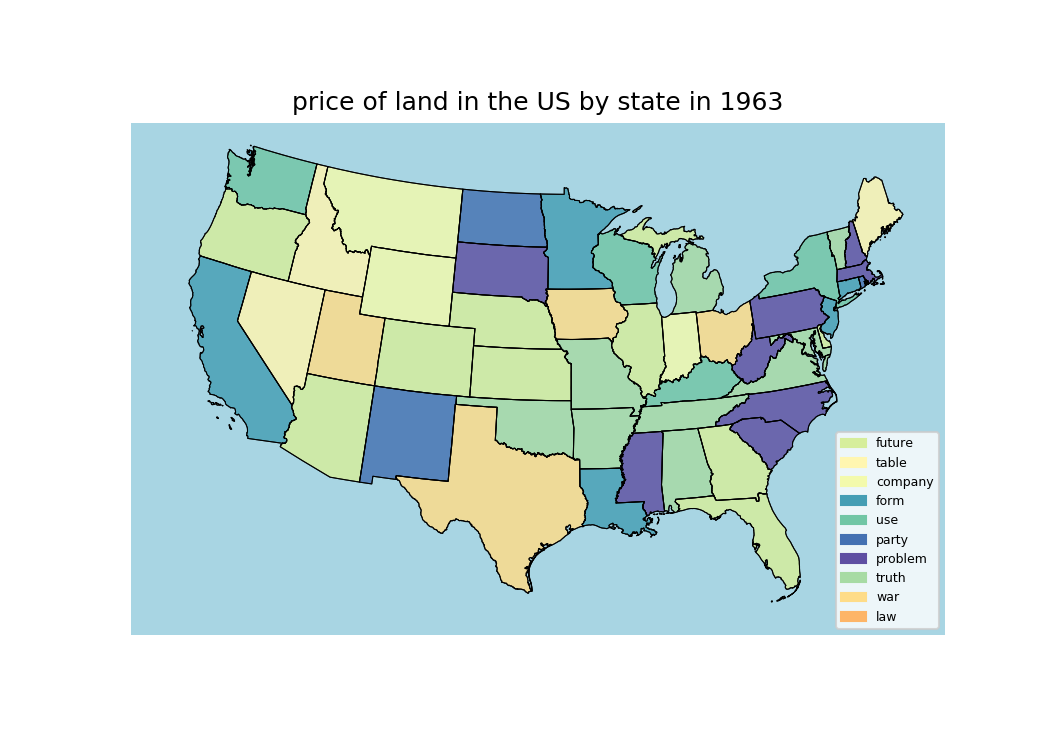 price of land in the US by state in 1963
future
table
company
form
use
party
problem
truth
war
law